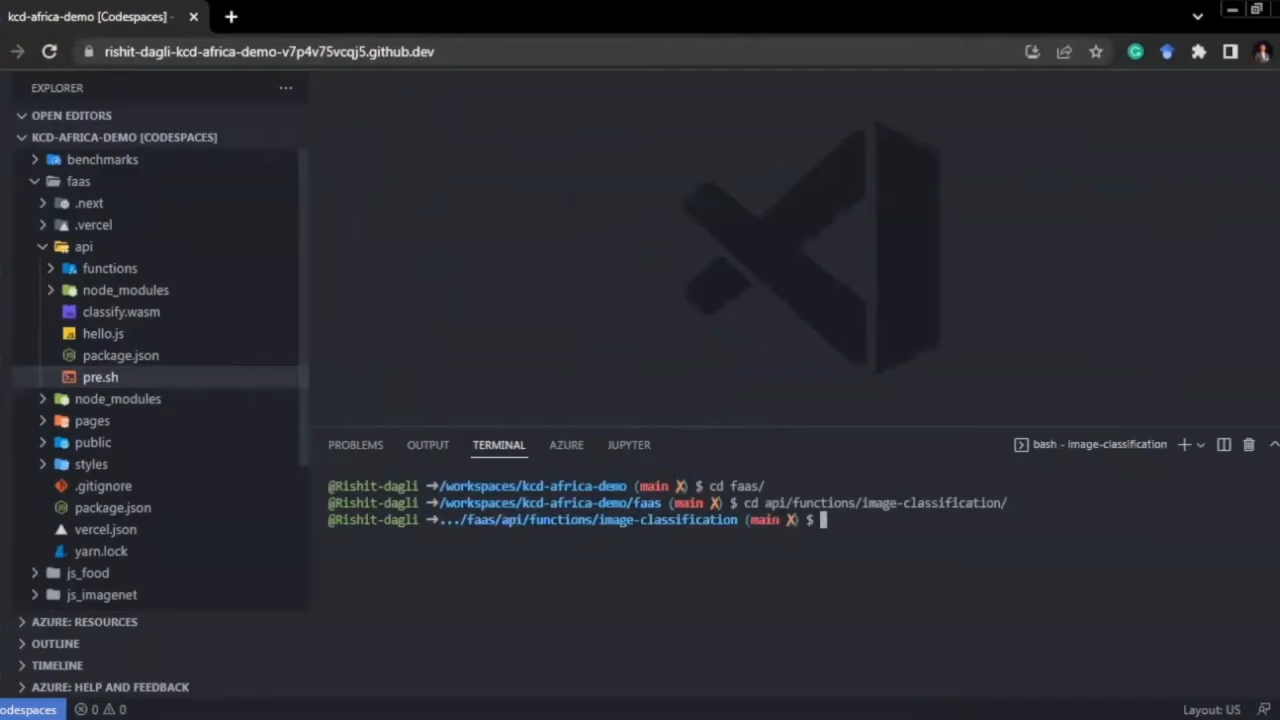 kcd-africa-demo [Codespaces] -
rishit-dagli-kcd-africa-demo-v7p4v75vcqj5.github.dev
EXPLORER
OPEN EDITORS
KCD-AFRICA-DEMO [CODESPACES]
benchmarks
faas
.next
.vercel
api
functions
node_modules
classify.wasm
hello.js
package.json
pre.sh
node_modules
pages
public
styles
.gitignore
package.json
vercel.json
yarn.lock
js_food
js_imagenet
AZURE: RESOURCES
OUTLINE
TIMELINE
AZURE: HELP AND FEEDBACK
PROBLEMS OUTPUT TERMINAL AZURE JUPYTER bash - image-classification
@Rishit-dagli ➜/workspaces/kcd-africa-demo (main ✗) $ cd faas/
@Rishit-dagli ➜/workspaces/kcd-africa-demo/faas (main ✗) $ cd api/functions/image-classification/
@Rishit-dagli ➜.../faas/api/functions/image-classification (main ✗) $
odespaces 0 0 Layout: US